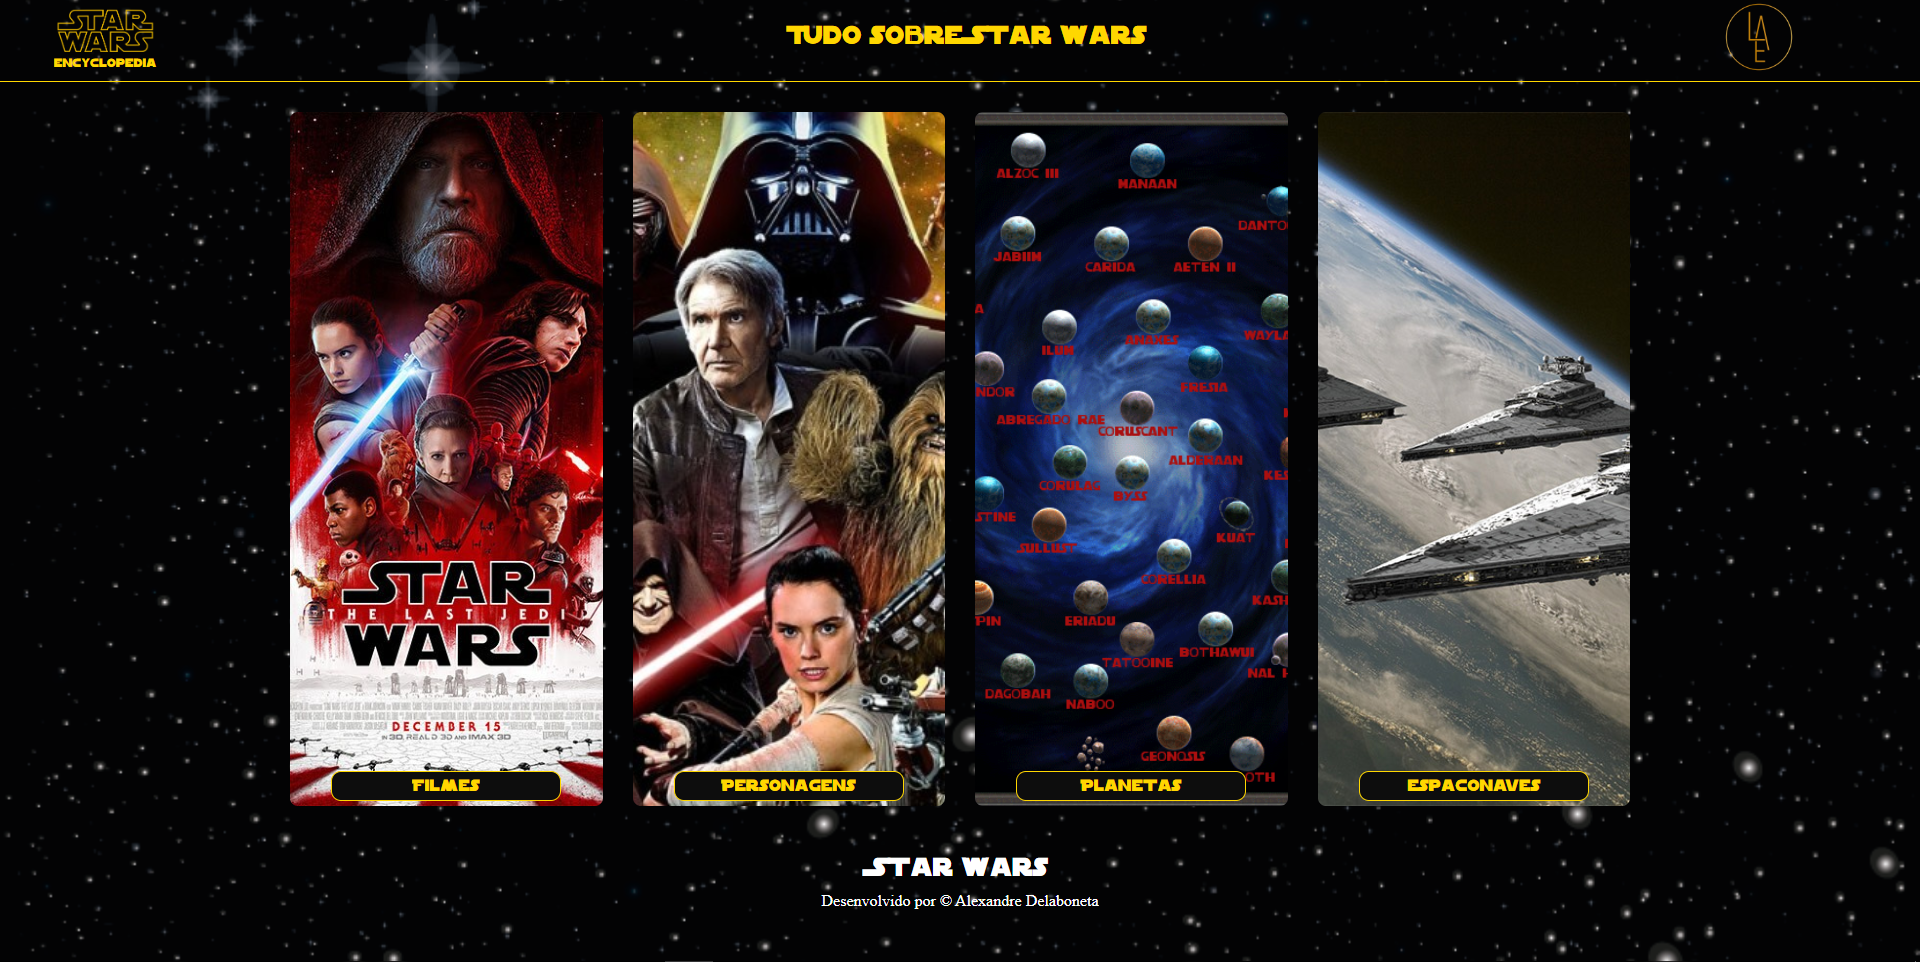 STAR
WARS
ENCYCLOPEDIA
TUDO SOBRE STAR WARS
LAE
STAR
THE LAST JEDI
WARS
DECEMBER 15
IN 3D, REAL D 3D AND IMAX 3D
FILMES
PERSONAGENS
ALZOC III
MANAAN
DANTO
JABIIM
CARIDA
AETEN II
A
ILUM
ANAXES
WAYLA
NDOR
FRESIA
ABREGADO RAE
CORUSCANT
ALDERAAN
CORULAG
BYSS
KES
STINE
SULLUST
KUAT
CORELLIA
KASH
PIN
ERIADU
TATOOINE
BOTHAWUI
NAL H
DAGOBAH
NABOO
GEONOSIS
OTH
PLANETAS
ESPACONAVES
STAR WARS
Desenvolvido por © Alexandre Delaboneta